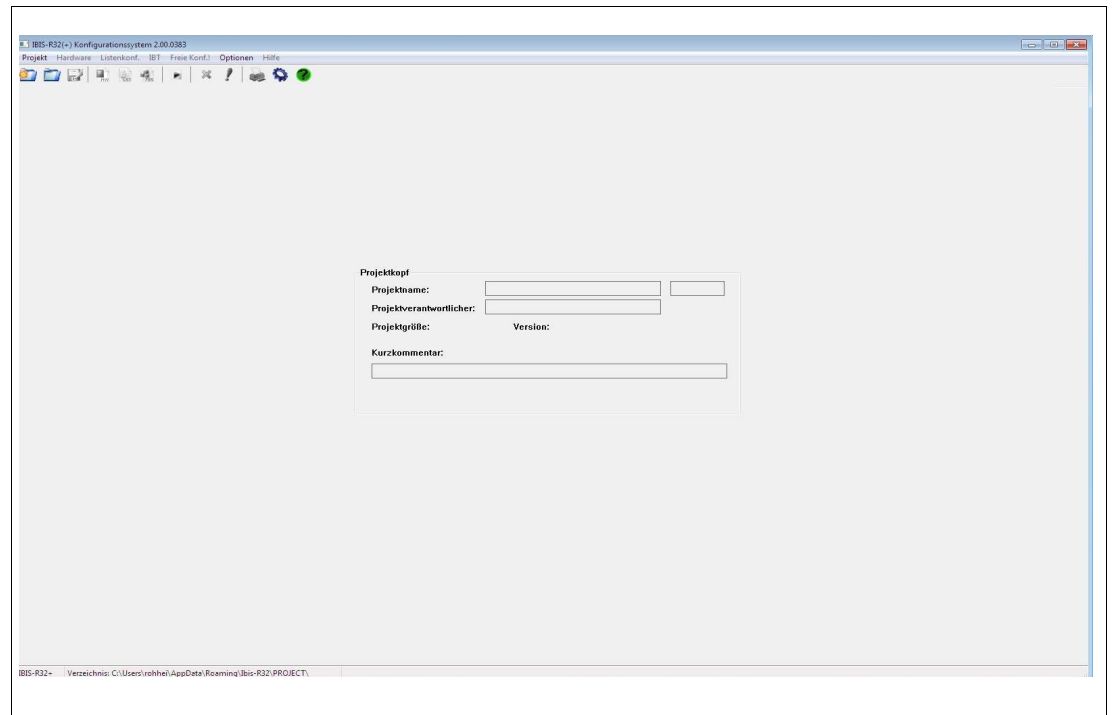 IBIS-R32(+) Konfigurationssystem 2.00.0383
Projekt Hardware Listenkonf. IBT Freie Konf.! Optionen Hilfe
Projektkopf
Projektname:
Projektverantwortlicher:
Projektgröße: Version:
Kurzkommentar:
IBIS-R32+ Verzeichnis: C:\Users\rohhei\AppData\Roaming\Ibis-R32\PROJECT\